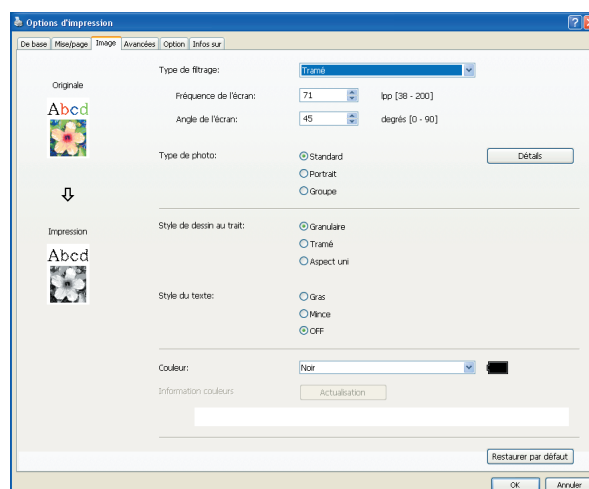 Options d'impression
De base Mise/page Image Avancées Option Infos sur
Type de filtrage: Tramé
Originale
Abcd
Fréquence de l'écran: 71 lpp [38 - 200]
Angle de l'écran: 45 degrés [0 - 90]
Type de photo: Standard Détails
Portrait
Groupe
Impression
Abcd
Style de dessin au trait: Granulaire
Tramé
Aspect uni
Style du texte: Gras
Mince
OFF
Couleur: Noir
Information couleurs Actualisation
Restaurer par défaut
OK Annuler